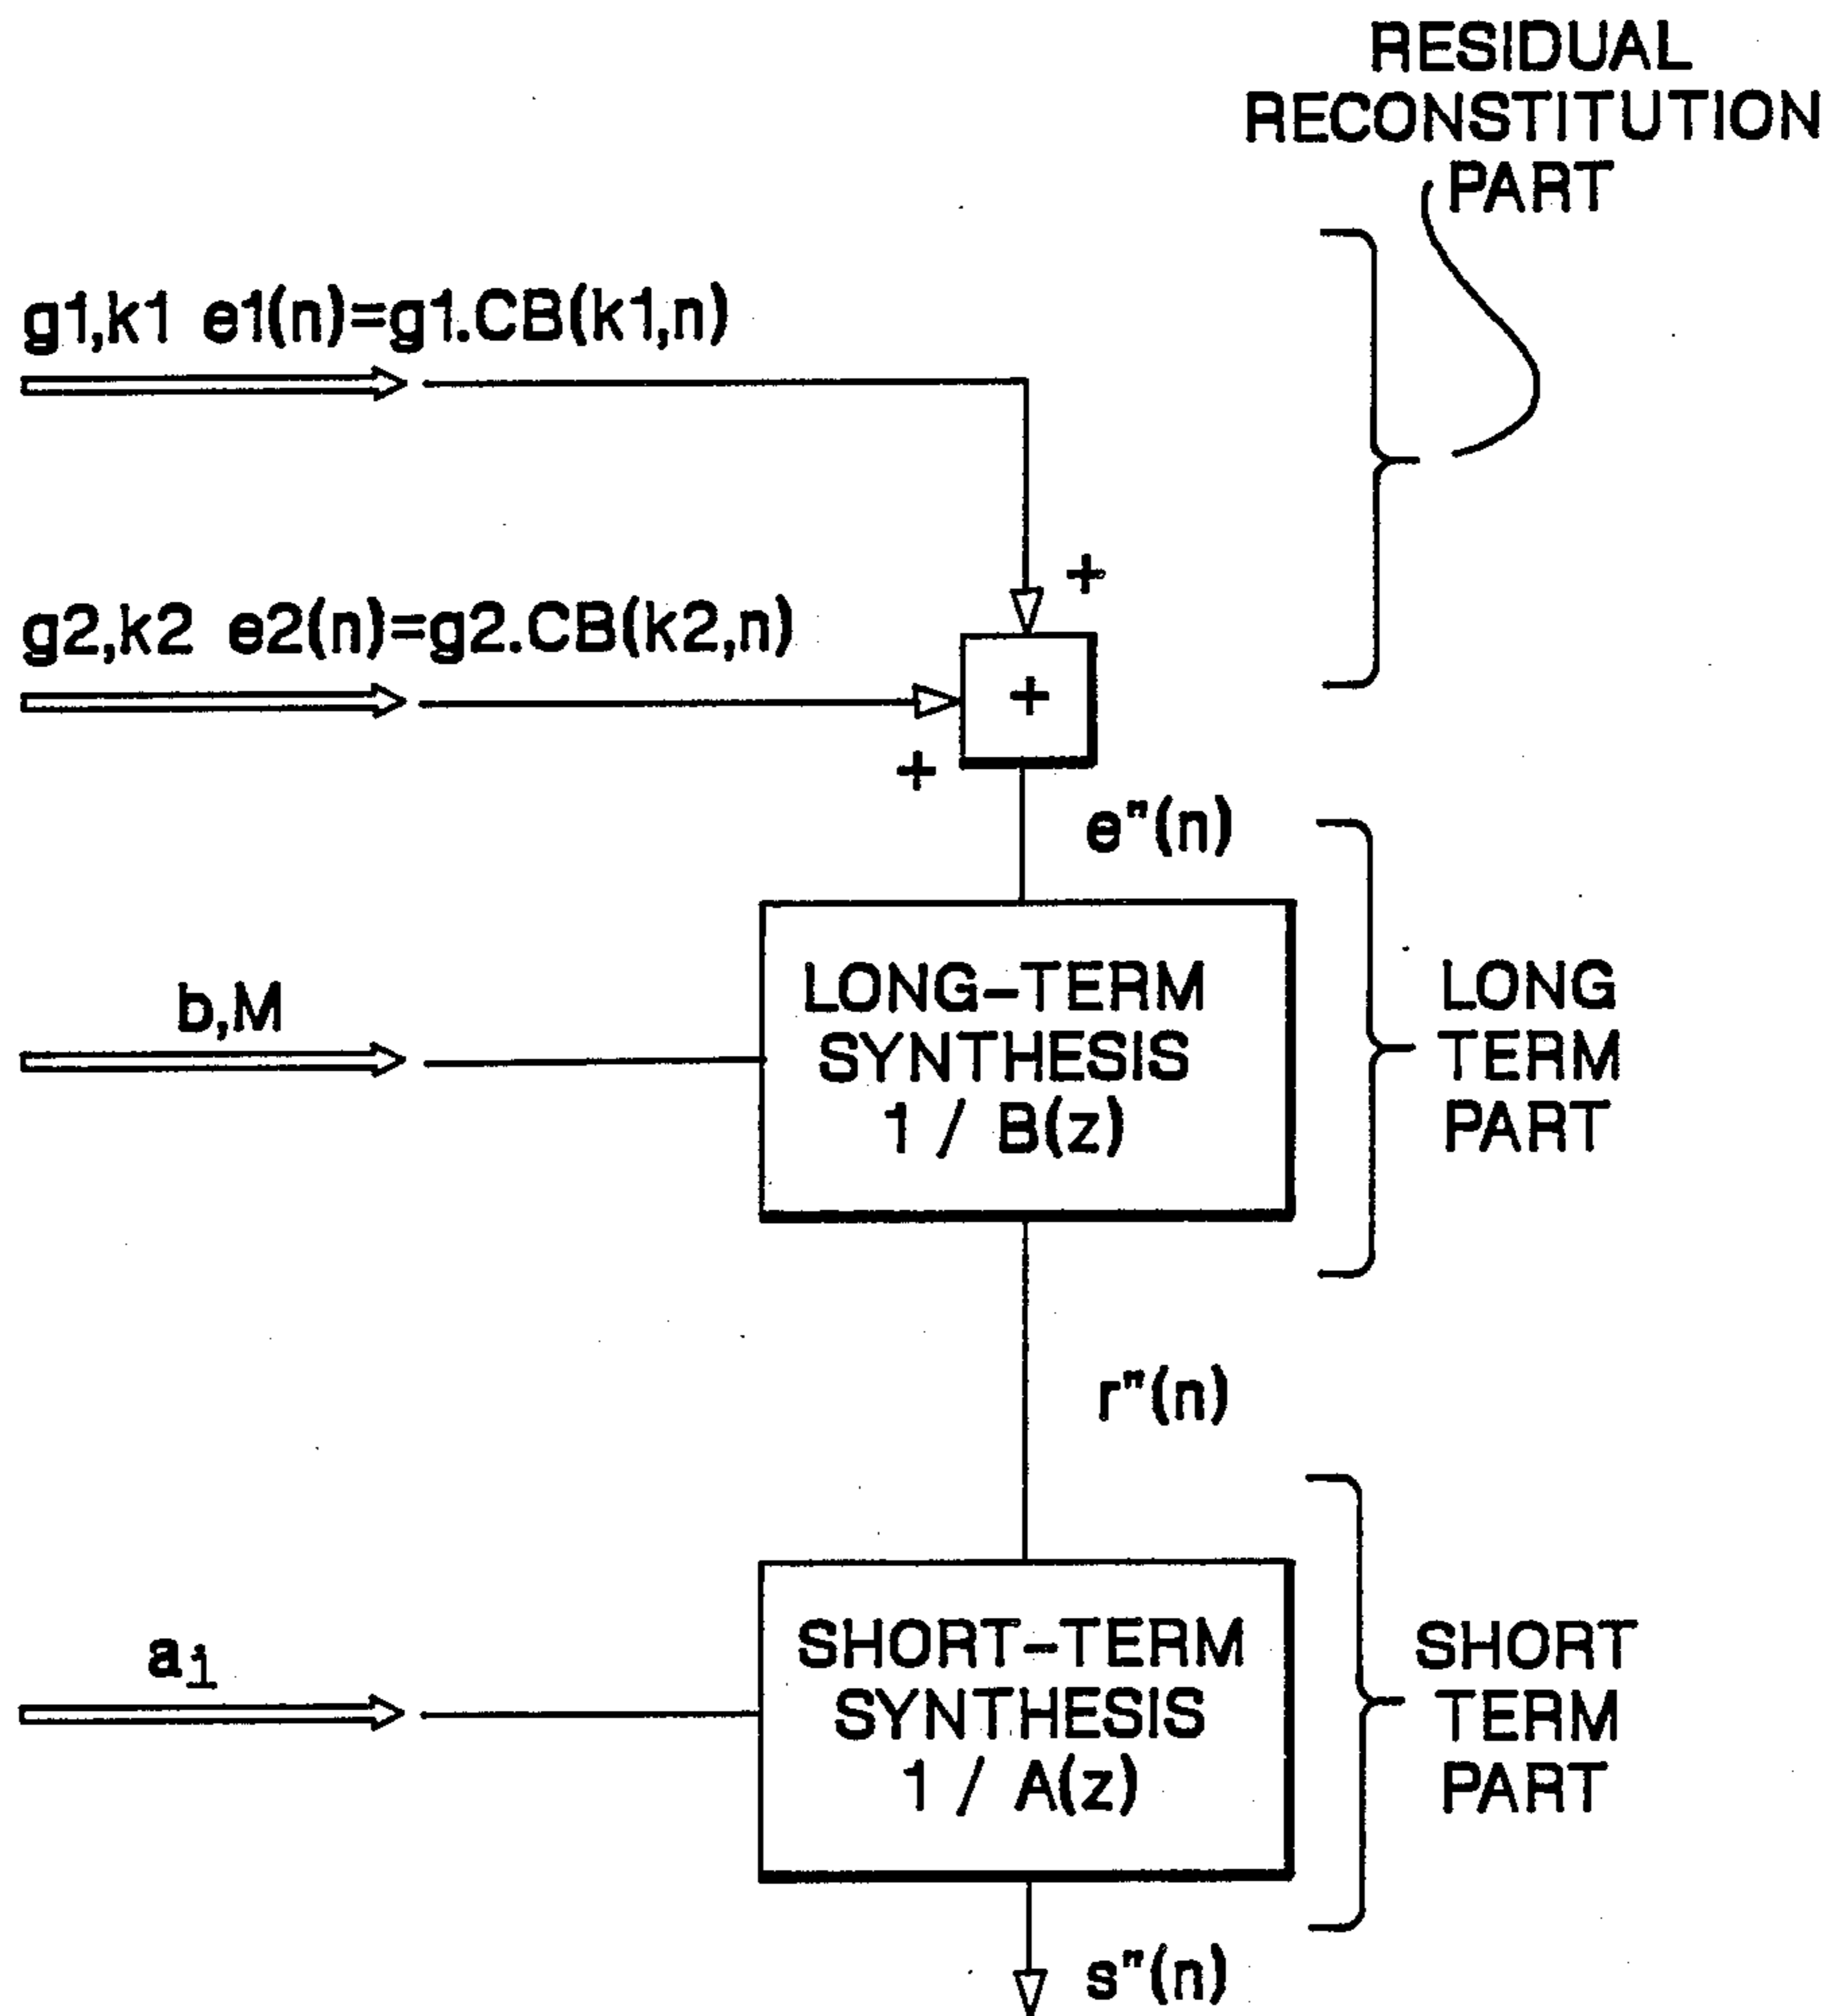 RESIDUAL
RECONSTITUTION
PART
g1,k1 e1(n)=g1.CB(k1,n)
+
g2,k2 e2(n)=g2.CB(k2,n)
+
+
e"(n)
b,M
LONG-TERM
SYNTHESIS
1 / B(z)
LONG
TERM
PART
r"(n)
ai
SHORT-TERM
SYNTHESIS
1 / A(z)
SHORT
TERM
PART
s"(n)